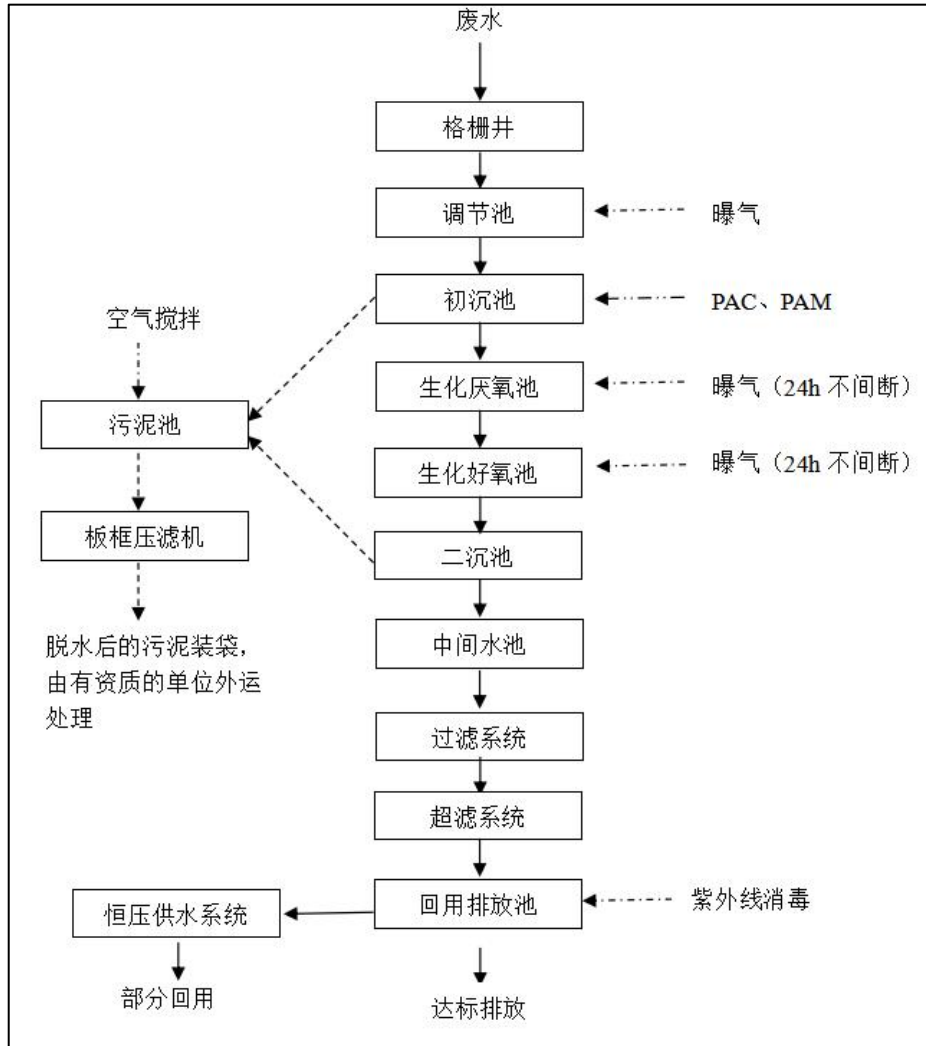 废水
格栅井
调节池
曝气
初沉池
PAC、PAM
空气搅拌
生化厌氧池
曝气（24h 不间断）
污泥池
生化好氧池
曝气（24h 不间断）
板框压滤机
二沉池
脱水后的污泥装袋，
由有资质的单位外运
处理
中间水池
过滤系统
超滤系统
恒压供水系统
回用排放池
紫外线消毒
部分回用
达标排放